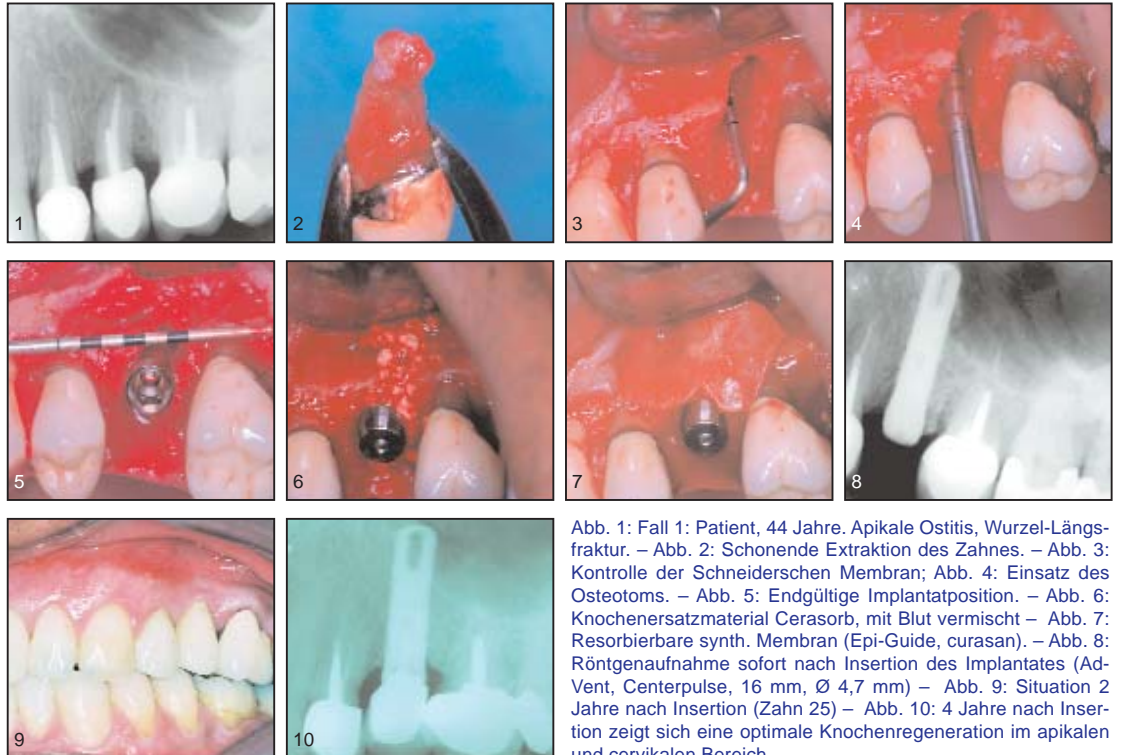 1
2
3
4
5
6
7
8
9
10
Abb. 1: Fall 1: Patient, 44 Jahre. Apikale Ostitis, Wurzel-Längs-
fraktur. – Abb. 2: Schonende Extraktion des Zahnes. – Abb. 3:
Kontrolle der Schneiderschen Membran; Abb. 4: Einsatz des
Osteotoms. – Abb. 5: Endgültige Implantatposition. – Abb. 6:
Knochenersatzmaterial Cerasorb, mit Blut vermischt – Abb. 7:
Resorbierbare synth. Membran (Epi-Guide, curasan). – Abb. 8:
Röntgenaufnahme sofort nach Insertion des Implantates (Ad-
Vent, Centerpulse, 16 mm, Ø 4,7 mm) – Abb. 9: Situation 2
Jahre nach Insertion (Zahn 25) – Abb. 10: 4 Jahre nach Inser-
tion zeigt sich eine optimale Knochenregeneration im apikalen
und cervikalen Bereich